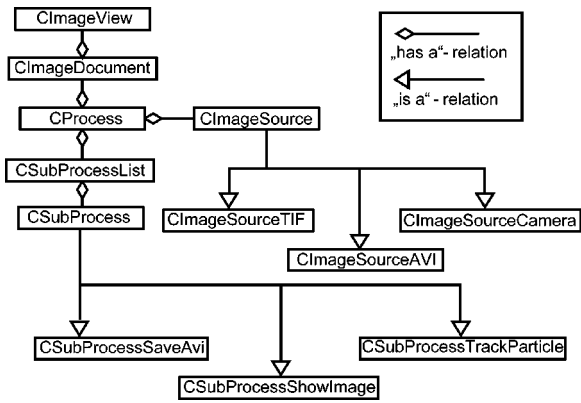 CImageView
„has a“- relation
CImageDocument
„is a“- relation
CProcess
CImageSource
CSubProcessList
CSubProcess
CImageSourceTIF
CImageSourceCamera
CImageSourceAVI
CSubProcessSaveAvi
CSubProcessTrackParticle
CSubProcessShowImage